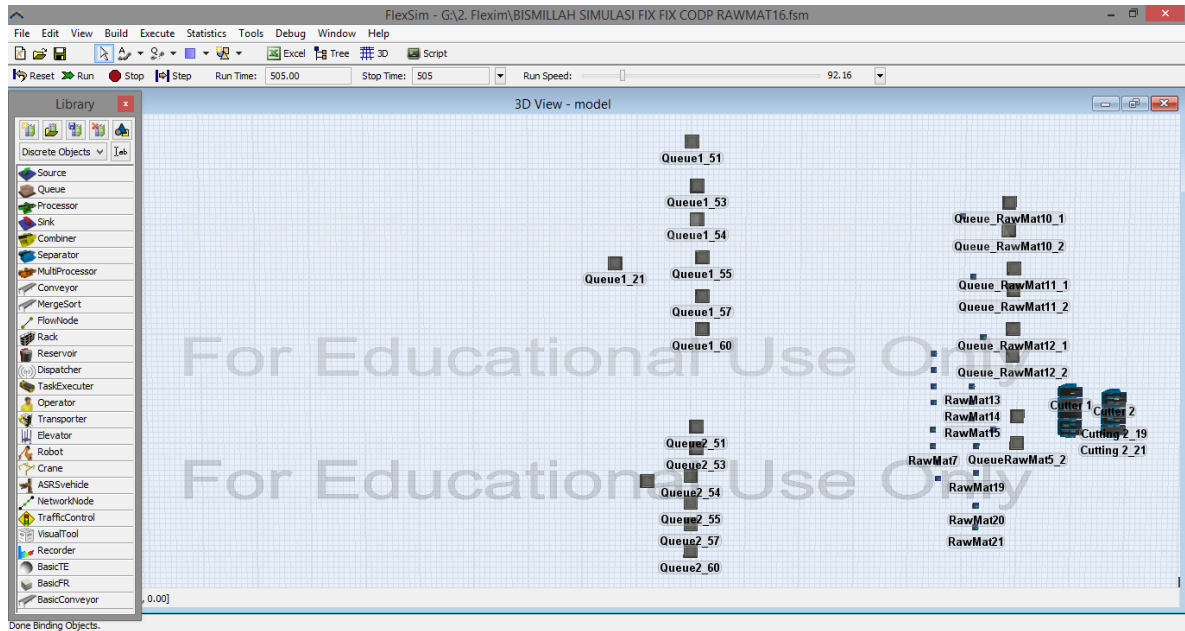 FlexSim - G:\2. Flexim\BISMILLAH SIMULASI FIX FIX CODP RAWMAT16.fsm
File Edit View Build Execute Statistics Tools Debug Window Help
Excel Tree 3D Script
Reset Run Stop Step Run Time: 505.00 Stop Time: 505 Run Speed: 92.16
Library
3D View - model
Discrete Objects
Source
Queue
Processor
Sink
Combiner
Separator
MultiProcessor
Conveyor
MergeSort
FlowNode
Rack
Reservoir
Dispatcher
TaskExecuter
Operator
Transporter
Elevator
Robot
Crane
ASRSvehicle
NetworkNode
TrafficControl
VisualTool
Recorder
BasicTE
BasicFR
BasicConveyor
Queue1_51
Queue1_53
Queue1_54
Queue1_55
Queue1_21
Queue1_57
Queue1_60
Queue2_51
Queue2_53
Queue2_54
Queue2_55
Queue2_57
Queue2_60
Queue_RawMat10_1
Queue_RawMat10_2
Queue_RawMat11_1
Queue_RawMat11_2
Queue_RawMat12_1
Queue_RawMat12_2
RawMat13
RawMat14
RawMat15
Cutter 1
Cutter 2
Cutting 2_19
Cutting 2_21
RawMat7 QueueRawMat5_2
RawMat19
RawMat20
RawMat21
For Educational Use Only
For Educational Use Only
, 0.00]
Done Binding Objects.